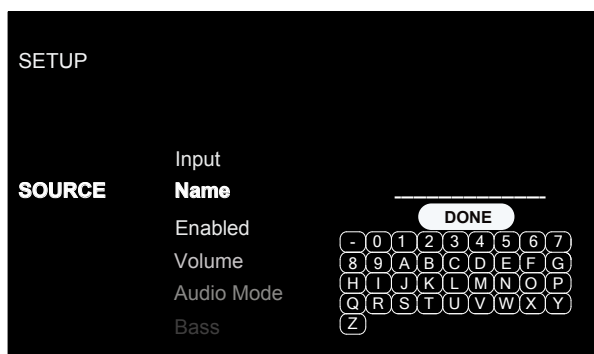 SETUP
Input
SOURCE Name _____________
DONE
Enabled
- 0 1 2 3 4 5 6 7
Volume
8 9 A B C D E F G
H I J K L M N O P
Audio Mode
Q R S T U V W X Y
Bass
Z